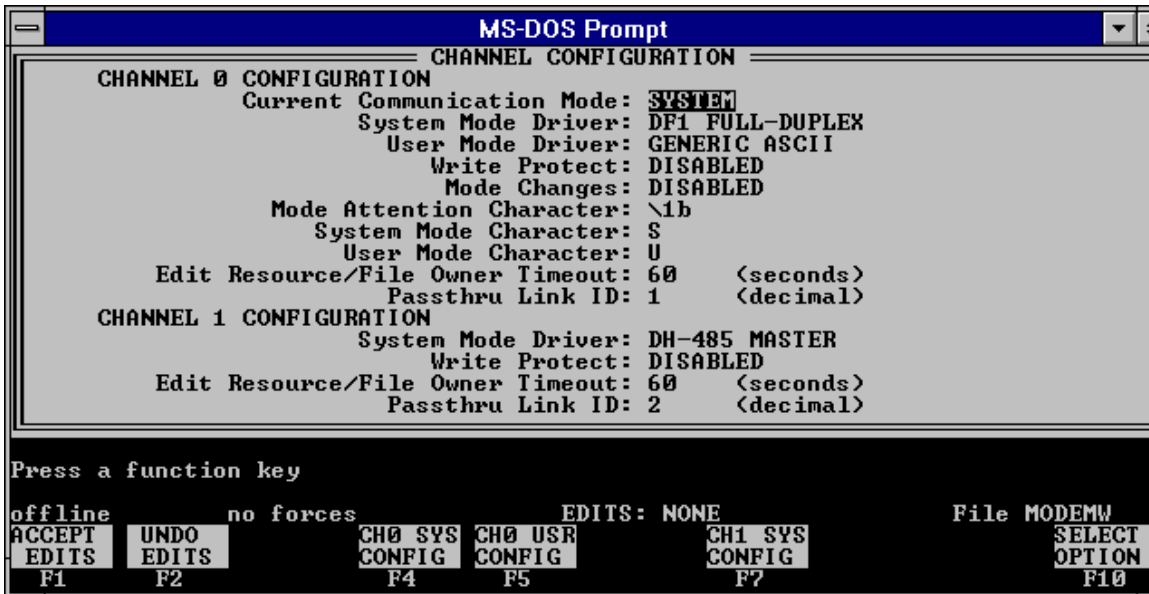 MS-DOS Prompt
CHANNEL CONFIGURATION
CHANNEL 0 CONFIGURATION
Current Communication Mode: SYSTEM
System Mode Driver: DF1 FULL-DUPLEX
User Mode Driver: GENERIC ASCII
Write Protect: DISABLED
Mode Changes: DISABLED
Mode Attention Character: \1b
System Mode Character: S
User Mode Character: U
Edit Resource/File Owner Timeout: 60 (seconds)
Passthru Link ID: 1 (decimal)
CHANNEL 1 CONFIGURATION
System Mode Driver: DH-485 MASTER
Write Protect: DISABLED
Edit Resource/File Owner Timeout: 60 (seconds)
Passthru Link ID: 2 (decimal)
Press a function key
offline no forces EDITS: NONE File MODEMW
ACCEPT UNDO CH0 SYS CH0 USR CH1 SYS SELECT
EDITS EDITS CONFIG CONFIG CONFIG OPTION
F1 F2 F4 F5 F7 F10